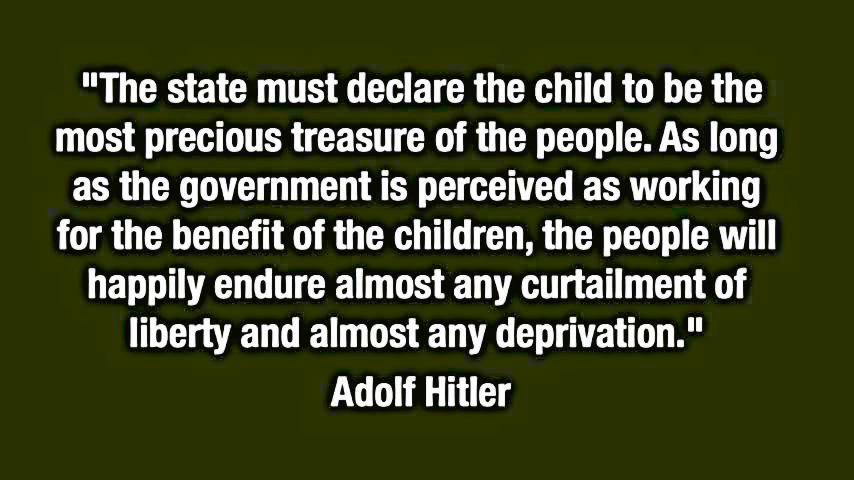 "The state must declare the child to be the
most precious treasure of the people. As long
as the government is perceived as working
for the benefit of the children, the people will
happily endure almost any curtailment of
liberty and almost any deprivation."
Adolf Hitler